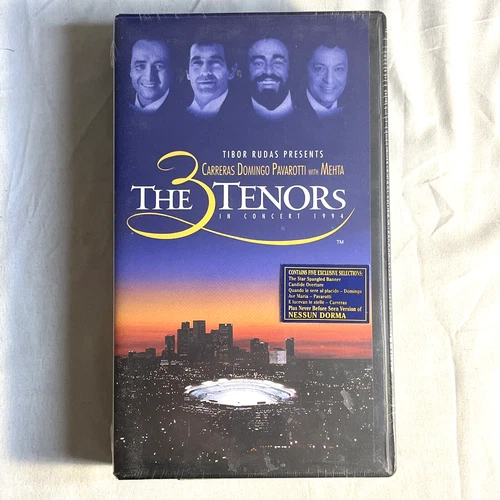 TIBOR RUDAS PRESENTS
CARRERAS DOMINGO PAVAROTTI WITH MEHTA
THE 3 TENORS
IN CONCERT 1994
TM
CONTAINS FIVE EXCLUSIVE SELECTIONS:
The Star Spangled Banner
Candide Overture
Quando le sere al placido – Domingo
Ave Maria – Pavarotti
E lucevan le stelle – Carreras
Plus Never Before Seen Version of
NESSUN DORMA